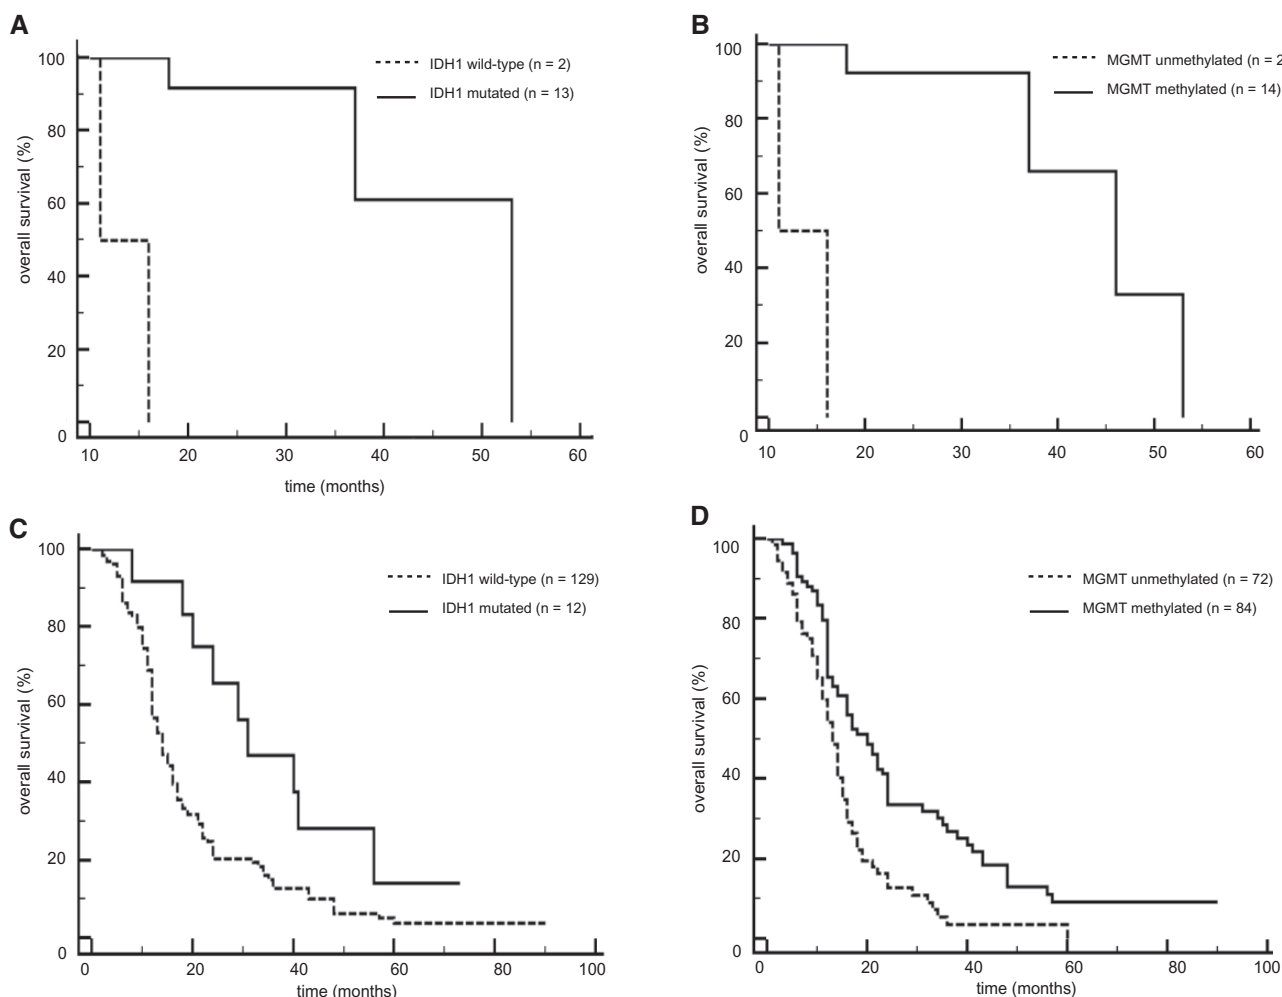 A
overall survival (%)
100
80
60
40
20
0
IDH1 wild-type (n = 2)
IDH1 mutated (n = 13)
10 20 30 40 50 60
time (months)
B
overall survival (%)
100
80
60
40
20
0
MGMT unmethylated (n = 2
MGMT methylated (n = 14)
10 20 30 40 50 60
C
overall survival (%)
100
80
60
40
20
0
IDH1 wild-type (n = 129)
IDH1 mutated (n = 12)
0 20 40 60 80 100
time (months)
D
overall survival (%)
100
80
60
40
20
0
MGMT unmethylated (n = 72)
MGMT methylated (n = 84)
0 20 40 60 80 100
time (months)